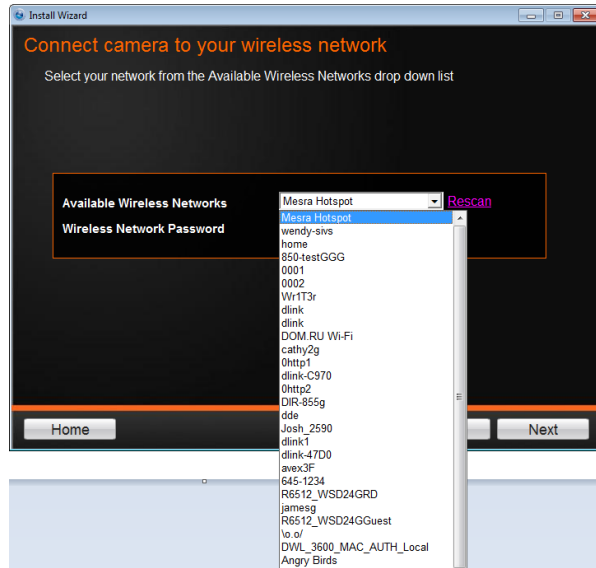 Install Wizard
Connect camera to your wireless network
Select your network from the Available Wireless Networks drop down list
Available Wireless Networks
Mesra Hotspot
Rescan
Wireless Network Password
Mesra Hotspot
wendy-sivs
home
850-testGGG
0001
0002
Wr1T3r
dlink
dlink
DOM.RU Wi-Fi
cathy2g
0http1
dlink-C970
0http2
DIR-855g
dde
Josh_2590
dlink1
dlink-47D0
avex3F
645-1234
R6512_WSD24GRD
jamesg
R6512_WSD24GGuest
\o.o/
DWL_3600_MAC_AUTH_Local
Angry Birds
Home
Next